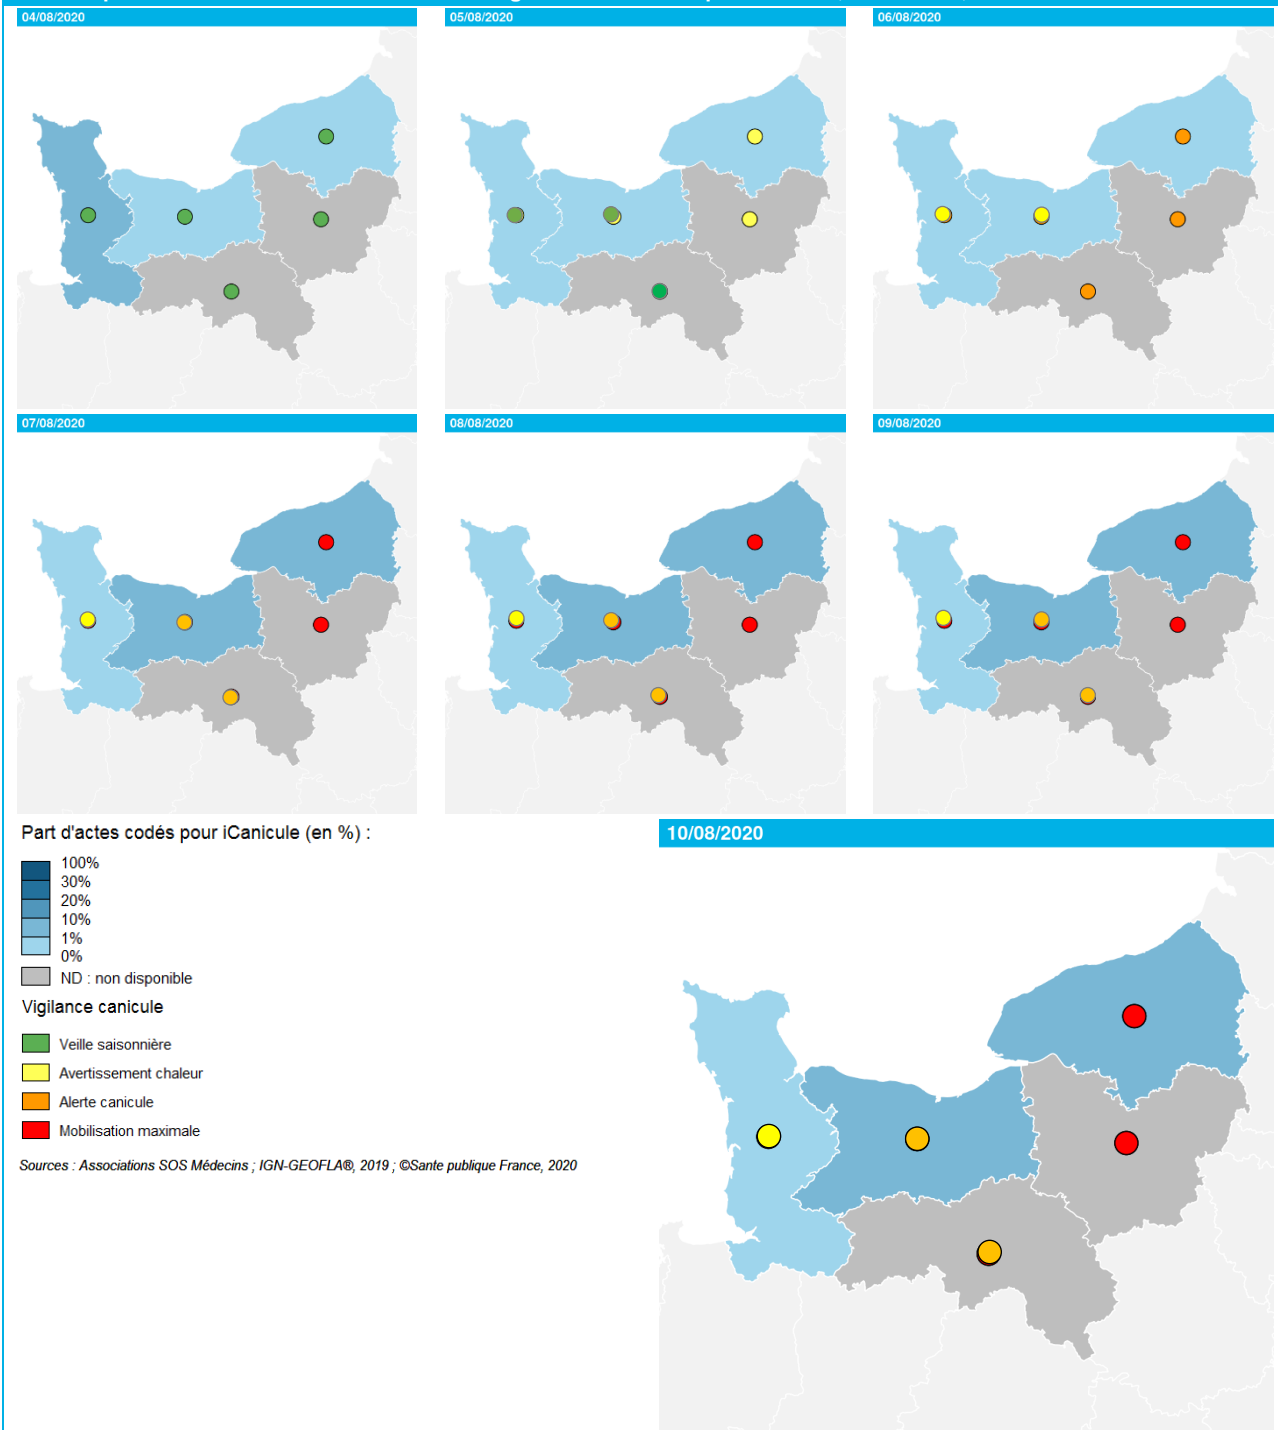 04/08/2020
05/08/2020
06/08/2020
07/08/2020
08/08/2020
09/08/2020
Part d'actes codés pour iCanicule (en %) :
100%
30%
20%
10%
1%
0%
ND : non disponible
Vigilance canicule
Veille saisonnière
Avertissement chaleur
Alerte canicule
Mobilisation maximale
Sources : Associations SOS Médecins ; IGN-GEOFLA®, 2019 ; ©Sante publique France, 2020
10/08/2020